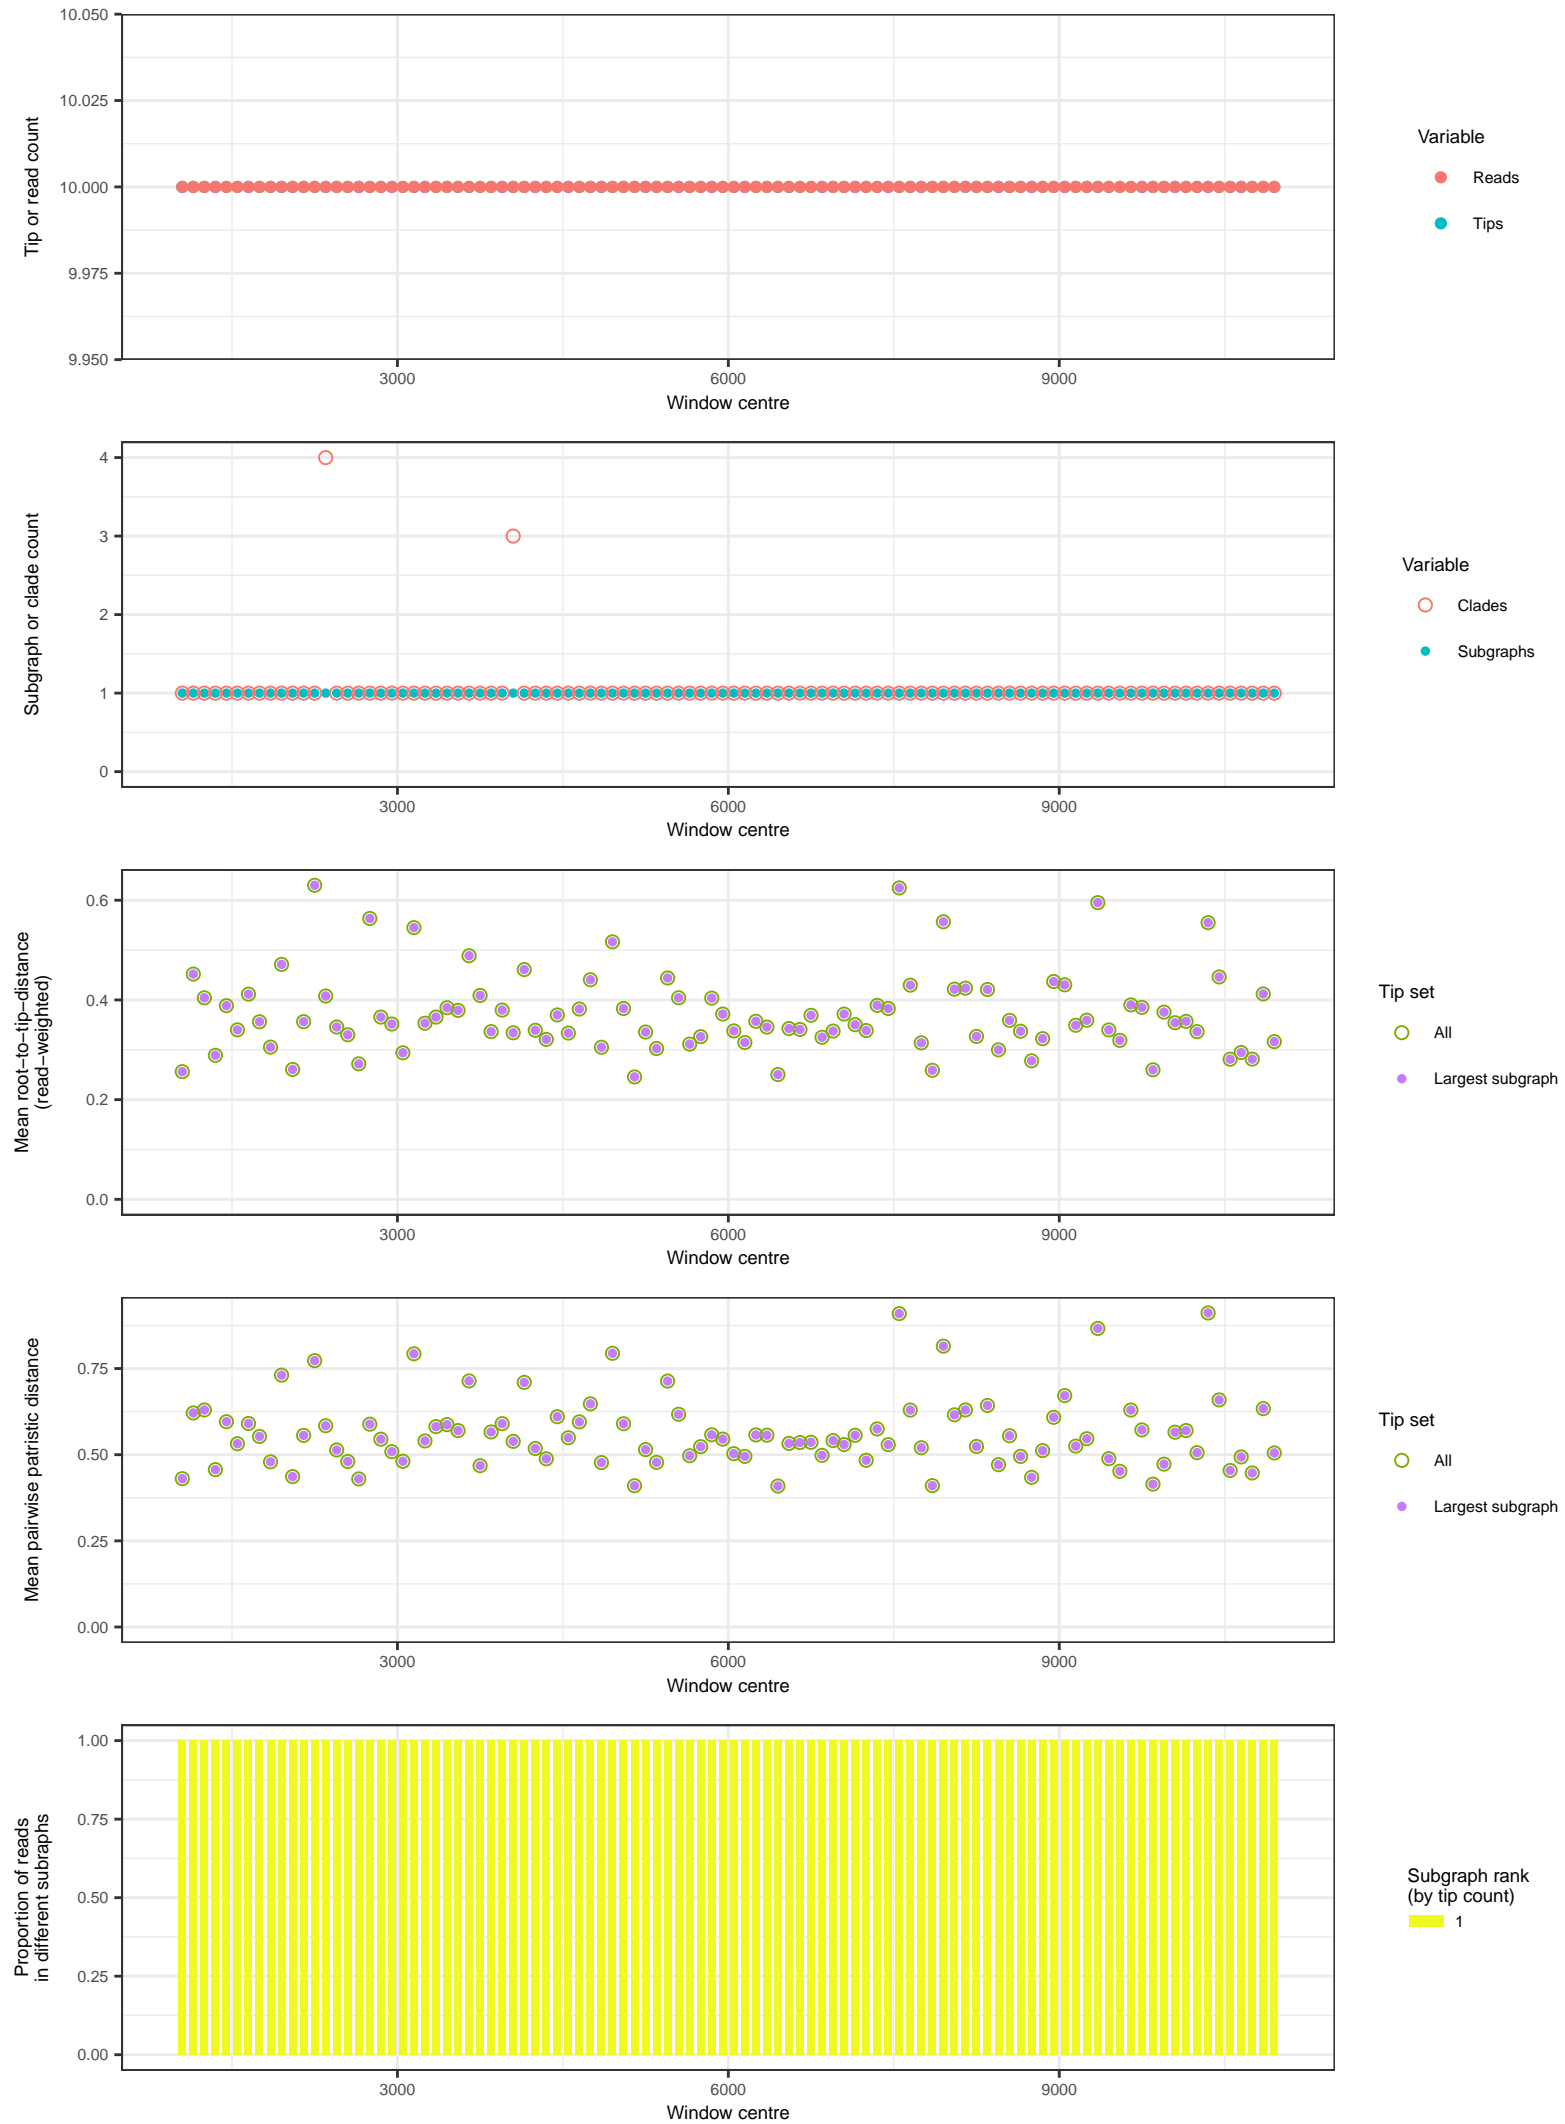 10.050
10.025
10.000
9.975
9.950
Tip or read count
3000
6000
9000
Window centre
Variable
Reads
Tips
4
3
2
1
0
Subgraph or clade count
3000
6000
9000
Window centre
Variable
Clades
Subgraphs
0.6
0.4
0.2
0.0
Mean root−to−tip−distance
(read−weighted)
3000
6000
9000
Window centre
Tip set
All
Largest subgraph
0.75
0.50
0.25
0.00
Mean pairwise patristic distance
3000
6000
9000
Window centre
Tip set
All
Largest subgraph
1.00
0.75
0.50
0.25
0.00
Proportion of reads
in different subraphs
3000
6000
9000
Window centre
Subgraph rank
(by tip count)
1